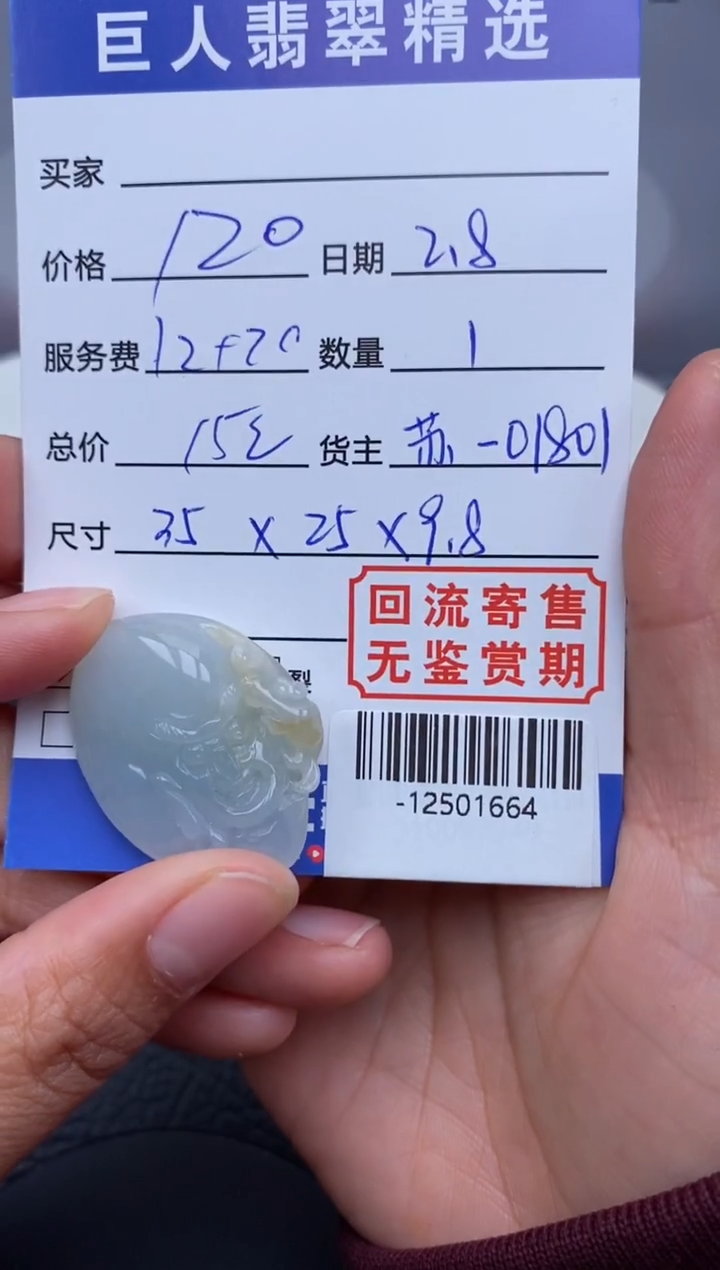 巨人翡翠精选
买家
价格 120 日期 2.8
服务费 12+20 数量 1
总价 152 货主 苏-01801
尺寸 35 x 25 x 9.8
回流寄售
无鉴赏期
裂
-12501664